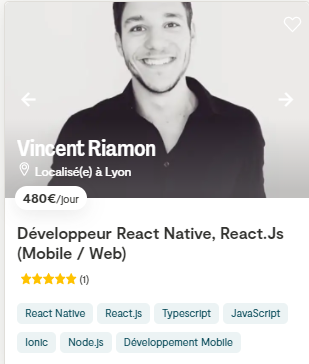 Vincent Riamon
Localisé(e) à Lyon
480€/jour
Développeur React Native, React.Js
(Mobile / Web)
(1)
React Native React.js Typescript JavaScript
Ionic Node.js Développement Mobile